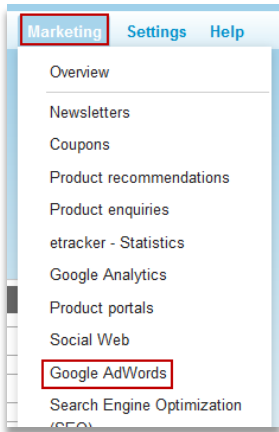 Marketing Settings Help
Overview
Newsletters
Coupons
Product recommendations
Product enquiries
etracker - Statistics
Google Analytics
Product portals
Social Web
Google AdWords
Search Engine Optimization
(SEO)